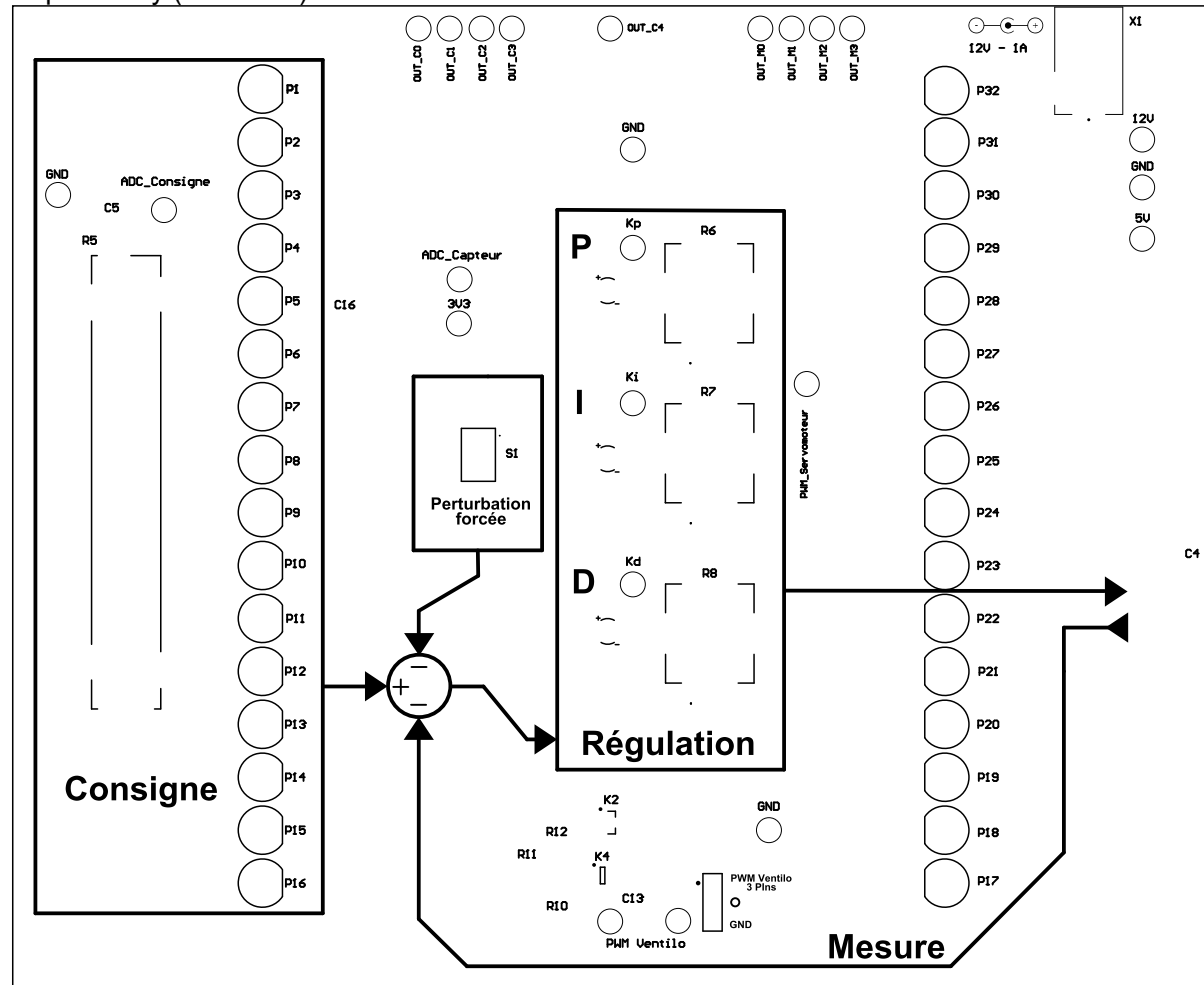 OUT_C0
OUT_C1
OUT_C2
OUT_C3
OUT_C4
OUT_M0
OUT_M1
OUT_M2
OUT_M3
- +
12V - 1A
X1
12V
GND
5V
P1
P2
P3
P4
P5
P6
P7
P8
P9
P10
P11
P12
P13
P14
P15
P16
GND
ADC_Consigne
C5
R5
Consigne
C16
GND
ADC_Capteur
3V3
S1
Perturbation
forcée
P
Kp
R6
+
-
I
Ki
R7
+
-
D
Kd
R8
+
-
Régulation
PWM_Servomoteur
P32
P31
P30
P29
P28
P27
P26
P25
P24
P23
P22
P21
P20
P19
P18
P17
C4
−
+
−
K2
R12
R11
K4
R10
C13
PWM Ventilo
GND
PWM Ventilo
3 PIns
GND
Mesure